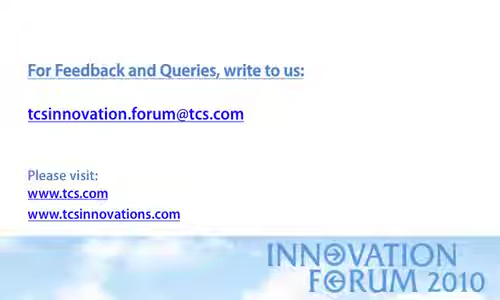 For Feedback and Queries, write to us:
tcsinnovation.forum@tcs.com
Please visit:
www.tcs.com
www.tcsinnovations.com
INNOVATION
FORUM 2010